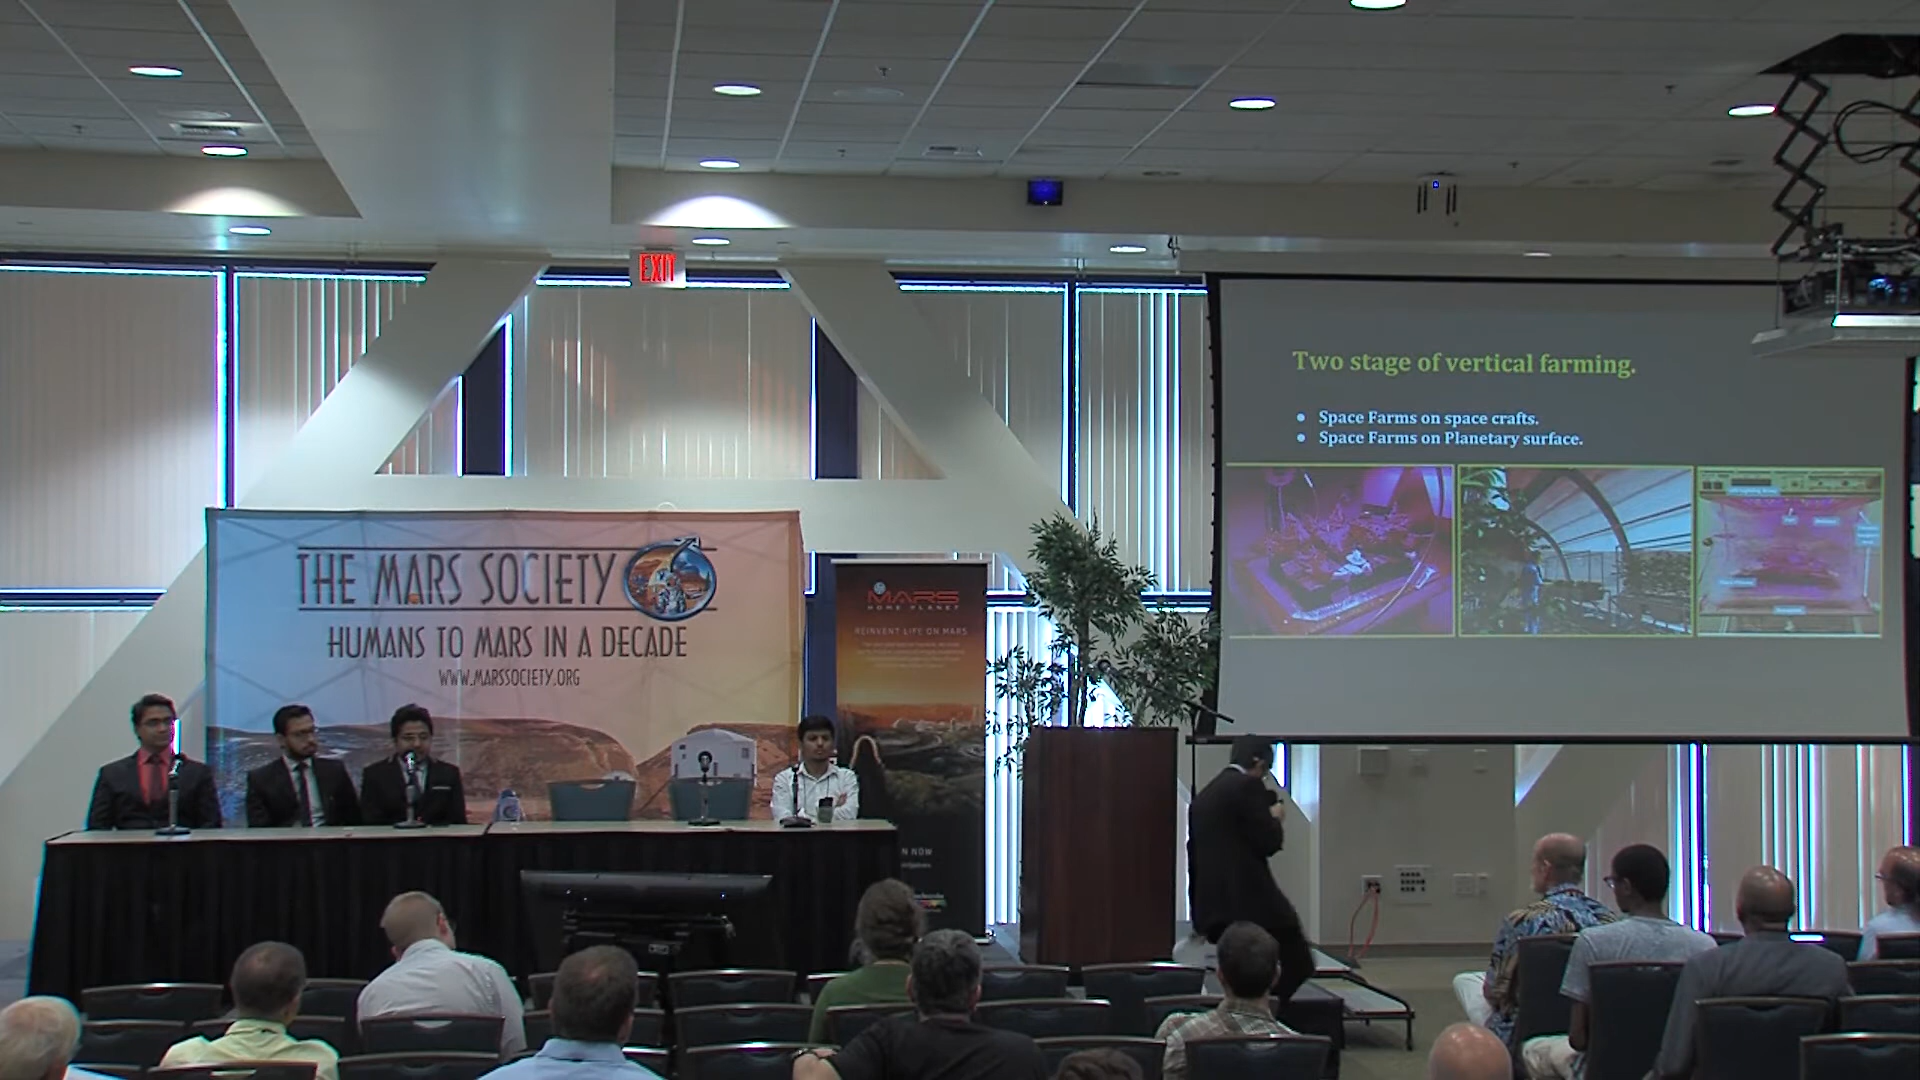 EXIT
THE MARS SOCIETY
HUMANS TO MARS IN A DECADE
WWW.MARSSOCIETY.ORG
MARS
HOME PLANET
REINVENT LIFE ON MARS
N NOW
Two stage of vertical farming.
• Space Farms on space crafts.
• Space Farms on Planetary surface.